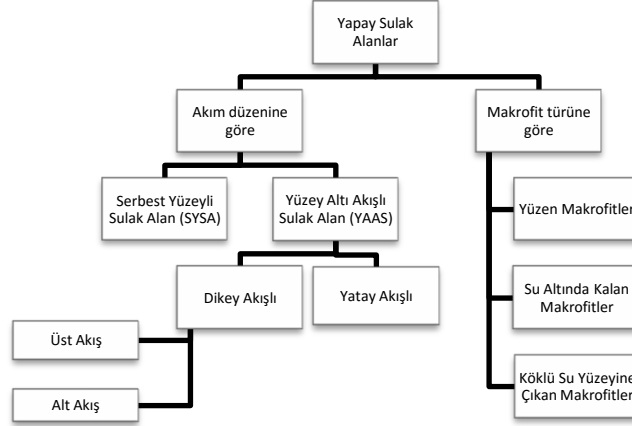 Yapay Sulak
Alanlar
Akım düzenine
göre
Makrofit türüne
göre
Serbest Yüzeyli
Sulak Alan (SYSA)
Yüzey Altı Akışlı
Sulak Alan (YAAS)
Yüzen Makrofitler
Dikey Akışlı
Yatay Akışlı
Su Altında Kalan
Makrofitler
Üst Akış
Alt Akış
Köklü Su Yüzeyine
Çıkan Makrofitler